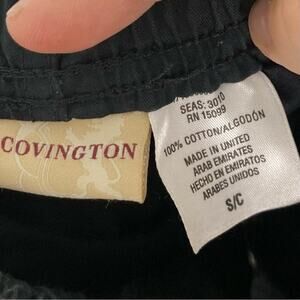 COVINGTON
SEAS: 3010
RN 15099
100% COTTON/ALGODÓN
MADE IN UNITED
ARAB EMIRATES
HECHO EN EMIRATOS
ARABES UNIDOS
S/C